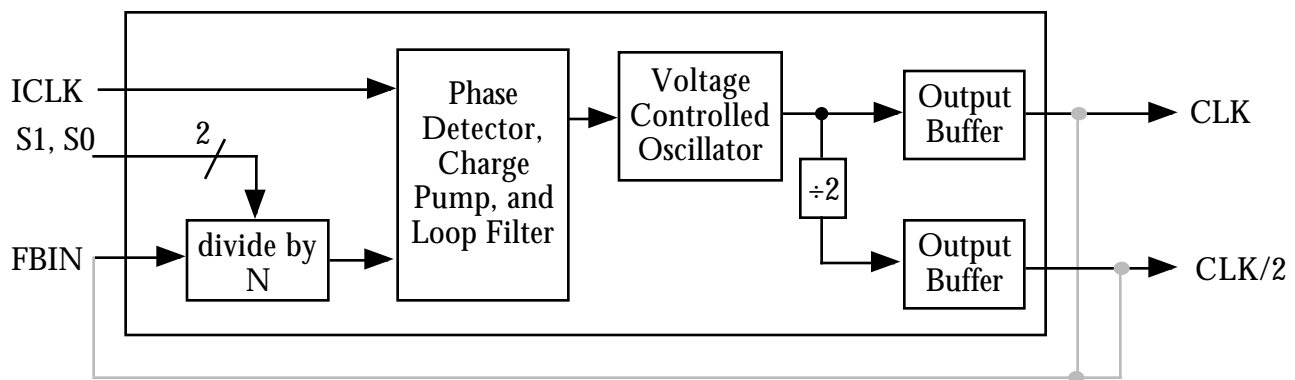 ICLK
S1, S0
2
FBIN
divide by
N
Phase
Detector,
Charge
Pump, and
Loop Filter
Voltage
Controlled
Oscillator
÷2
Output
Buffer
Output
Buffer
CLK
CLK/2